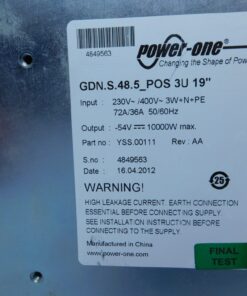 4849563
power-one®
Changing the Shape of Power
GDN.S.48.5_POS 3U 19"
Input : 230V~ /400V~ 3W+N+PE
72A/36A 50/60Hz
Output : -54V⎓ 10000W max.
Part no : YSS.00111 Rev : AA
S.no : 4849563
Date : 16.04.2012
WARNING!
25
HIGH LEAKAGE CURRENT. EARTH CONNECTION
ESSENTIAL BEFORE CONNECTING SUPPLY.
SEE INSTALLATION INSTRUCTION BEFORE
CONNECTING TO THE SUPPLY.
Manufactured in China
www.power-one.com
FINAL
TEST